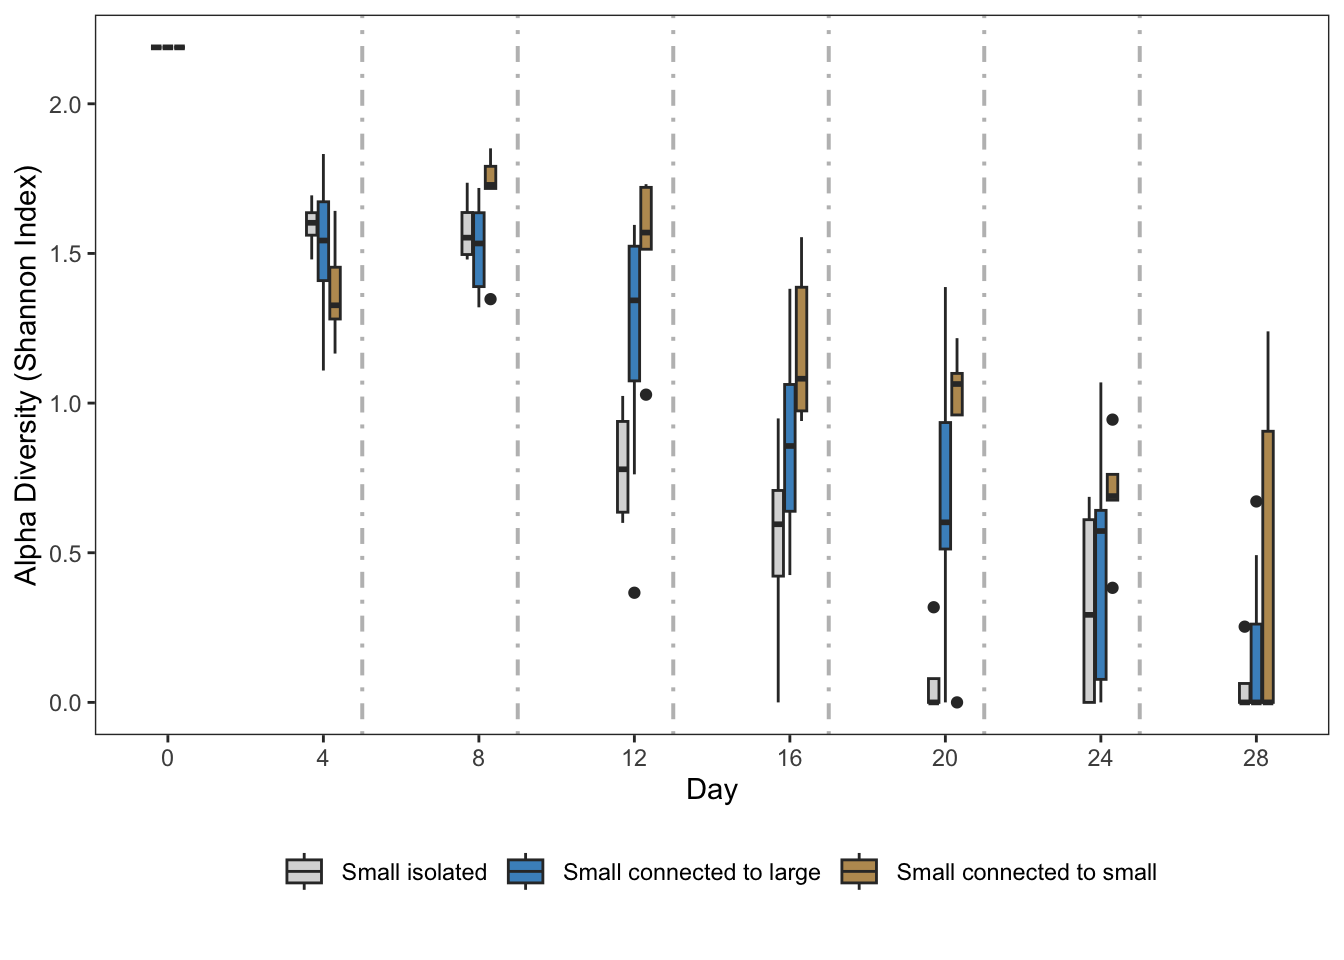 Alpha Diversity (Shannon Index)
2.0
1.5
1.0
0.5
0.0
0 4 8 12 16 20 24 28
Day
Small isolated Small connected to large Small connected to small